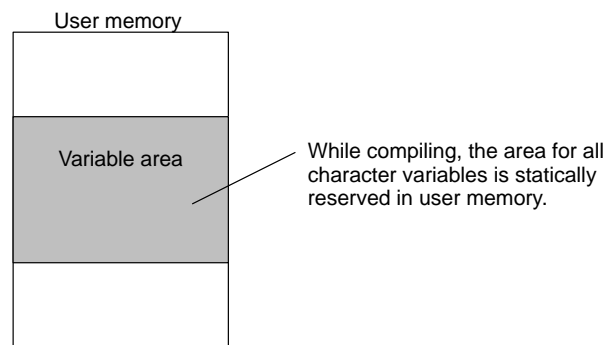 User memory
Variable area
While compiling, the area for all
character variables is statically
reserved in user memory.